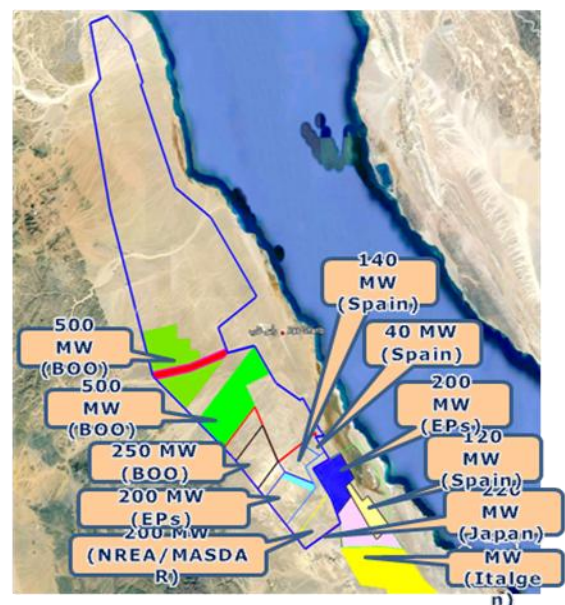 140
MW
(Spain)
40 MW
(Spain)
500
MW
(BOO)
200
MW
(EPs)
500
MW
(BOO)
120
MW
(Spain)
250 MW
(BOO)
200 MW
(EPs)
220
MW
(Japan)
200 MW
(NREA/MASDA
R)
MW
(Italge
n)